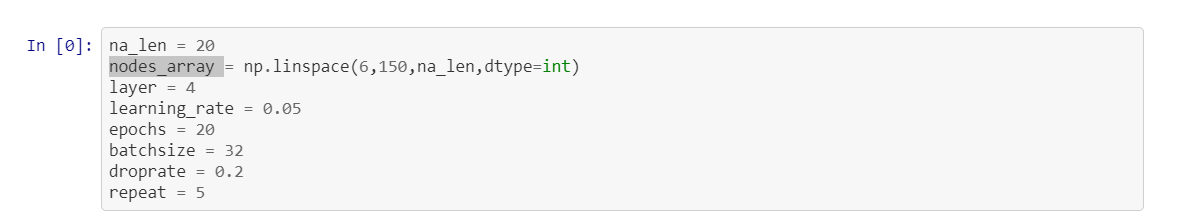 In [0]: na_len = 20
nodes_array = np.linspace(6,150,na_len,dtype=int)
layer = 4
learning_rate = 0.05
epochs = 20
batchsize = 32
droprate = 0.2
repeat = 5